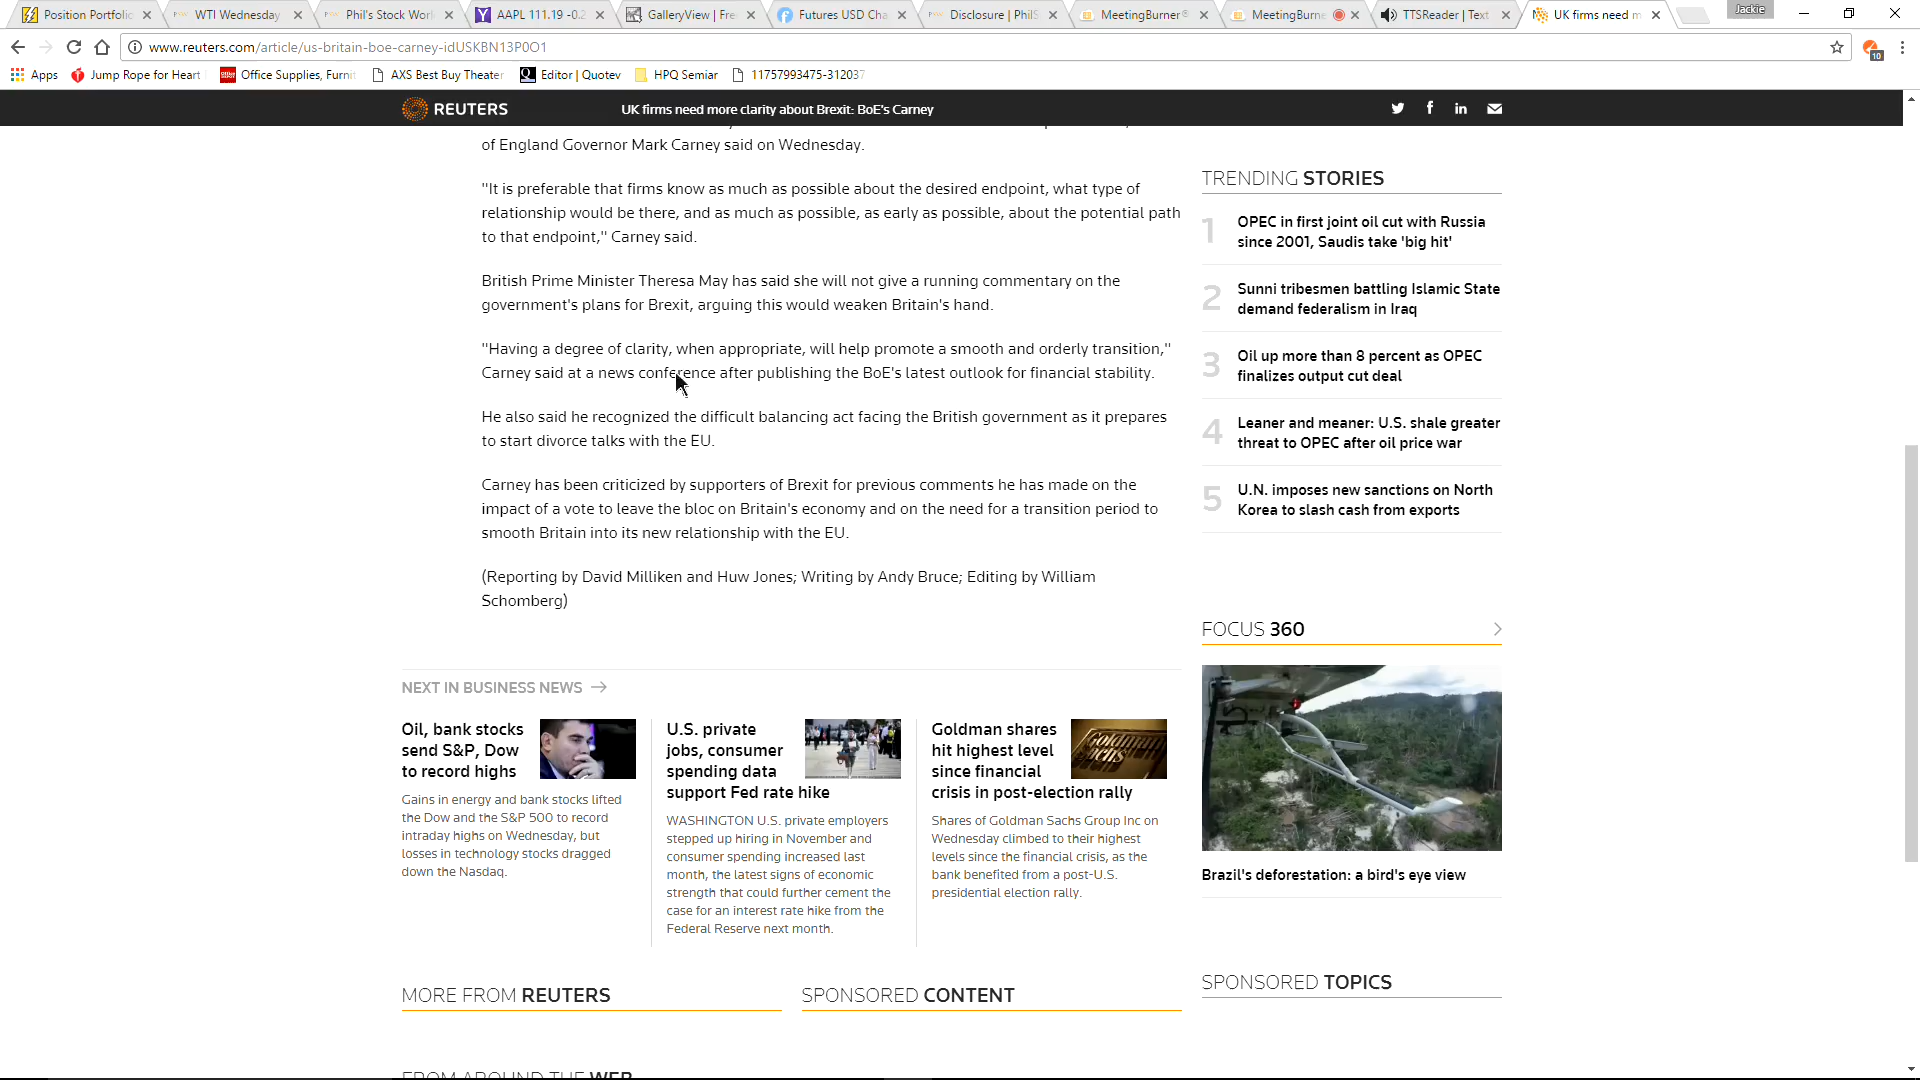 Position Portfolio
WTI Wednesday
Phil's Stock Worl
AAPL 111.19 -0.2
GalleryView | Fre
Futures USD Cha
Disclosure | PhilS
MeetingBurner®
MeetingBurne
TTSReader | Text
UK firms need m
Jackie
www.reuters.com/article/us-britain-boe-carney-idUSKBN13P0O1
10
Apps
Jump Rope for Heart
Office Supplies, Furni
AXS Best Buy Theater
Editor | Quotev
HPQ Semiar
11757993475-312037
REUTERS
UK firms need more clarity about Brexit: BoE's Carney
of England Governor Mark Carney said on Wednesday.
"It is preferable that firms know as much as possible about the desired endpoint, what type of
relationship would be there, and as much as possible, as early as possible, about the potential path
to that endpoint," Carney said.
British Prime Minister Theresa May has said she will not give a running commentary on the
government's plans for Brexit, arguing this would weaken Britain's hand.
"Having a degree of clarity, when appropriate, will help promote a smooth and orderly transition,"
Carney said at a news conference after publishing the BoE's latest outlook for financial stability.
He also said he recognized the difficult balancing act facing the British government as it prepares
to start divorce talks with the EU.
Carney has been criticized by supporters of Brexit for previous comments he has made on the
impact of a vote to leave the bloc on Britain's economy and on the need for a transition period to
smooth Britain into its new relationship with the EU.
(Reporting by David Milliken and Huw Jones; Writing by Andy Bruce; Editing by William
Schomberg)
TRENDING STORIES
1
OPEC in first joint oil cut with Russia
since 2001, Saudis take 'big hit'
2
Sunni tribesmen battling Islamic State
demand federalism in Iraq
3
Oil up more than 8 percent as OPEC
finalizes output cut deal
4
Leaner and meaner: U.S. shale greater
threat to OPEC after oil price war
5
U.N. imposes new sanctions on North
Korea to slash cash from exports
FOCUS 360
Brazil's deforestation: a bird's eye view
SPONSORED TOPICS
NEXT IN BUSINESS NEWS
Oil, bank stocks
send S&P, Dow
to record highs
Gains in energy and bank stocks lifted
the Dow and the S&P 500 to record
intraday highs on Wednesday, but
losses in technology stocks dragged
down the Nasdaq.
U.S. private
jobs, consumer
spending data
support Fed rate hike
WASHINGTON U.S. private employers
stepped up hiring in November and
consumer spending increased last
month, the latest signs of economic
strength that could further cement the
case for an interest rate hike from the
Federal Reserve next month.
Goldman shares
hit highest level
since financial
crisis in post-election rally
Goldman
Sachs
Shares of Goldman Sachs Group Inc on
Wednesday climbed to their highest
levels since the financial crisis, as the
bank benefited from a post-U.S.
presidential election rally.
MORE FROM REUTERS
SPONSORED CONTENT
FROM AROUND THE WEB